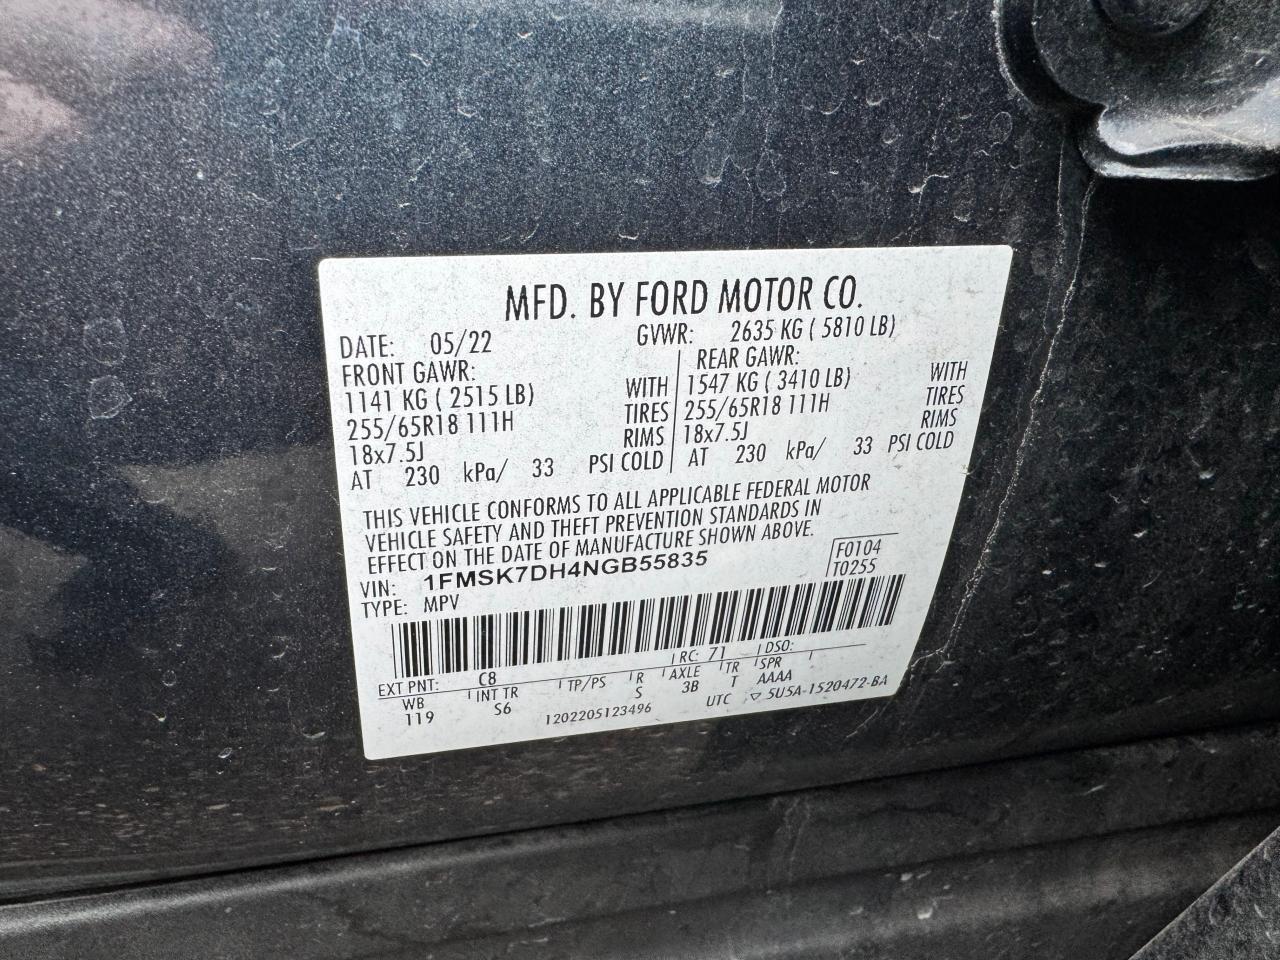 MFD. BY FORD MOTOR CO.
DATE: 05/22 GVWR: 2635 KG ( 5810 LB)
FRONT GAWR: REAR GAWR:
1141 KG ( 2515 LB) WITH 1547 KG ( 3410 LB) WITH
255/65R18 111H TIRES 255/65R18 111H TIRES
18x7.5J RIMS 18x7.5J RIMS
AT 230 kPa/ 33 PSI COLD AT 230 kPa/ 33 PSI COLD
THIS VEHICLE CONFORMS TO ALL APPLICABLE FEDERAL MOTOR
VEHICLE SAFETY AND THEFT PREVENTION STANDARDS IN
EFFECT ON THE DATE OF MANUFACTURE SHOWN ABOVE.
VIN: 1FMSK7DH4NGB55835 F0104
TYPE: MPV T0255
EXT PNT: C8 RC: 71 DSO:
WB INT TR TP/PS R AXLE TR SPR
119 S6 S 3B T AAAA
1202205123496 UTC ▽ 5U5A-1520472-BA